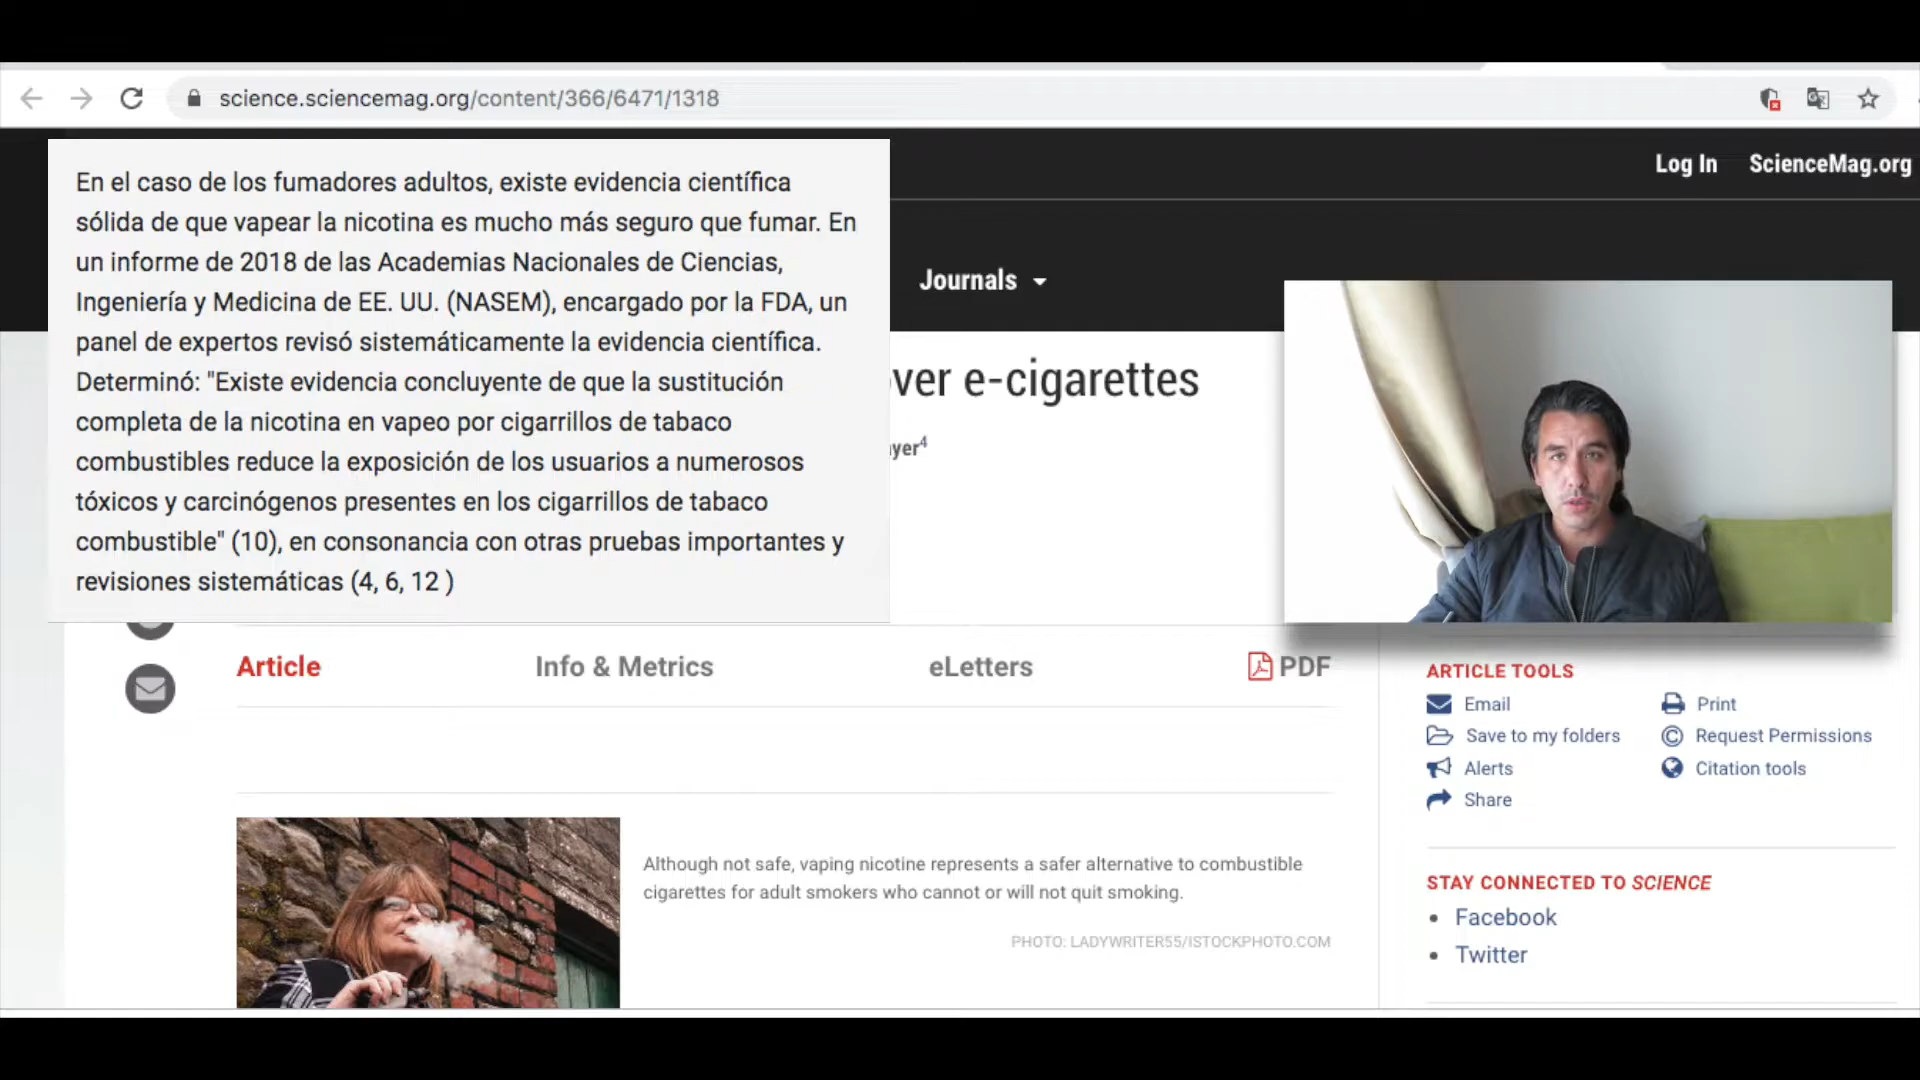 science.sciencemag.org/content/366/6471/1318
Log In ScienceMag.org
En el caso de los fumadores adultos, existe evidencia científica
sólida de que vapear la nicotina es mucho más seguro que fumar. En
un informe de 2018 de las Academias Nacionales de Ciencias,
Ingeniería y Medicina de EE. UU. (NASEM), encargado por la FDA, un
panel de expertos revisó sistemáticamente la evidencia científica.
Determinó: "Existe evidencia concluyente de que la sustitución
completa de la nicotina en vapeo por cigarrillos de tabaco
combustibles reduce la exposición de los usuarios a numerosos
tóxicos y carcinógenos presentes en los cigarrillos de tabaco
combustible" (10), en consonancia con otras pruebas importantes y
revisiones sistemáticas (4, 6, 12 )
Journals
ver e-cigarettes
yer4
Article Info & Metrics eLetters PDF
Although not safe, vaping nicotine represents a safer alternative to combustible
cigarettes for adult smokers who cannot or will not quit smoking.
PHOTO: LADYWRITER55/ISTOCKPHOTO.COM
ARTICLE TOOLS
Email Print
Save to my folders Request Permissions
Alerts Citation tools
Share
STAY CONNECTED TO SCIENCE
Facebook
Twitter